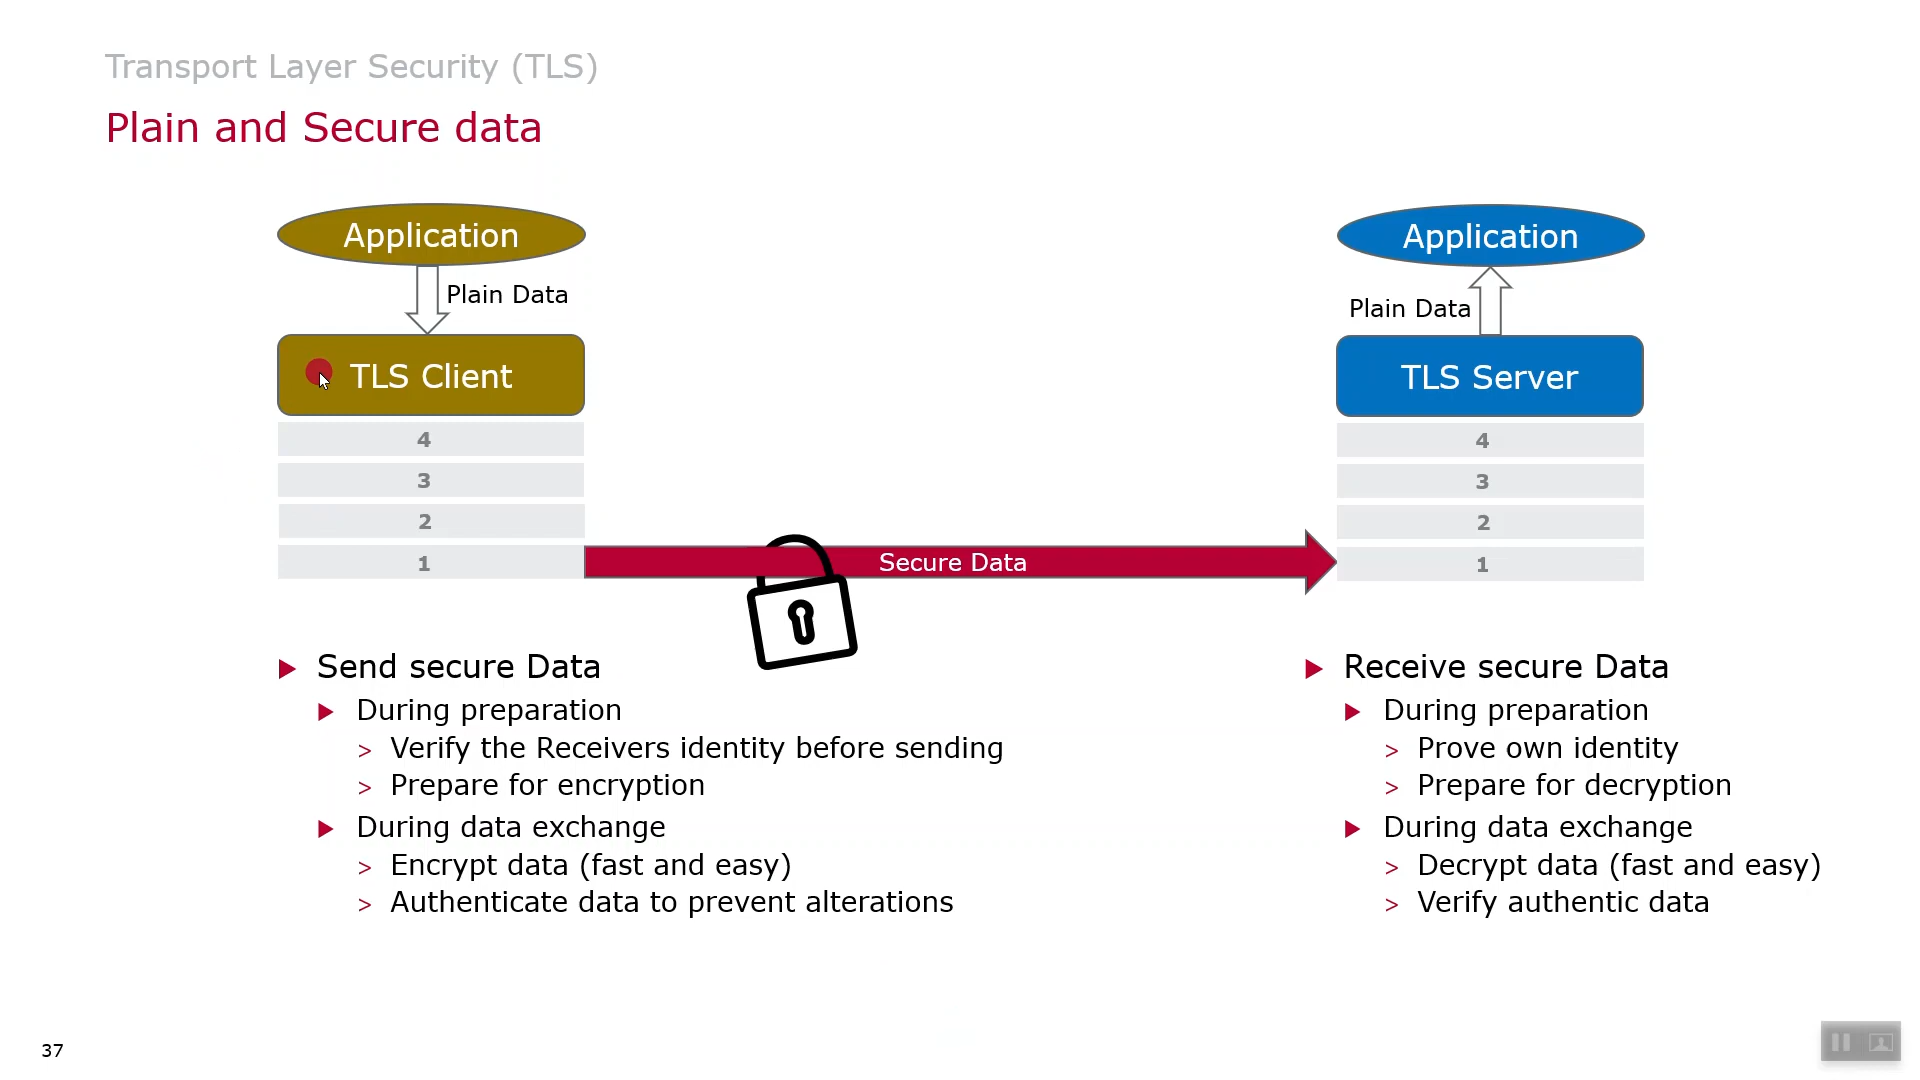 Transport Layer Security (TLS)
Plain and Secure data
Application
Plain Data
TLS Client
4
3
2
1
Secure Data
Application
Plain Data
TLS Server
4
3
2
1
Send secure Data
During preparation
> Verify the Receivers identity before sending
> Prepare for encryption
During data exchange
> Encrypt data (fast and easy)
> Authenticate data to prevent alterations
Receive secure Data
During preparation
> Prove own identity
> Prepare for decryption
During data exchange
> Decrypt data (fast and easy)
> Verify authentic data
37